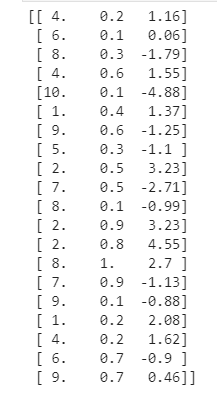 [[ 4. 0.2 1.16]
[ 6. 0.1 0.06]
[ 8. 0.3 -1.79]
[ 4. 0.6 1.55]
[10. 0.1 -4.88]
[ 1. 0.4 1.37]
[ 9. 0.6 -1.25]
[ 5. 0.3 -1.1 ]
[ 2. 0.5 3.23]
[ 7. 0.5 -2.71]
[ 8. 0.1 -0.99]
[ 2. 0.9 3.23]
[ 2. 0.8 4.55]
[ 8. 1. 2.7 ]
[ 7. 0.9 -1.13]
[ 9. 0.1 -0.88]
[ 1. 0.2 2.08]
[ 4. 0.2 1.62]
[ 6. 0.7 -0.9 ]
[ 9. 0.7 0.46]]